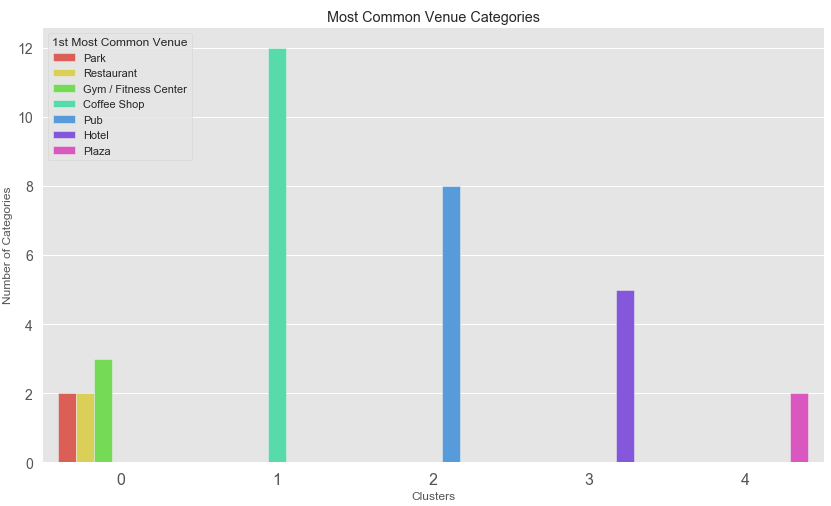 Most Common Venue Categories
1st Most Common Venue
Park
Restaurant
Gym / Fitness Center
Coffee Shop
Pub
Hotel
Plaza
Number of Categories
12
10
8
6
4
2
0
0 1 2 3 4
Clusters